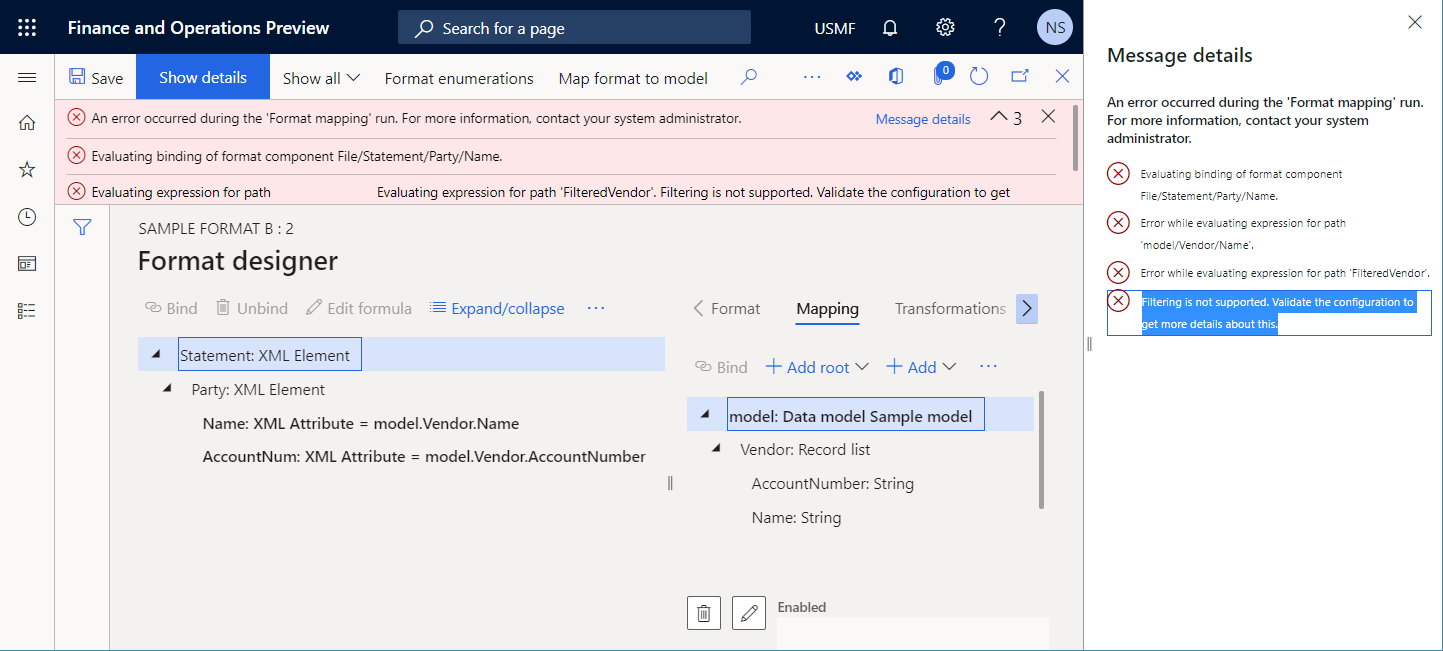 Finance and Operations Preview
Search for a page
USMF
?
NS
Save
Show details
Show all
Format enumerations
Map format to model
...
0
An error occurred during the 'Format mapping' run. For more information, contact your system administrator.
Message details
3
Evaluating binding of format component File/Statement/Party/Name.
Evaluating expression for path
Evaluating expression for path 'FilteredVendor'. Filtering is not supported. Validate the configuration to get
SAMPLE FORMAT B : 2
Format designer
Bind
Unbind
Edit formula
Expand/collapse
...
Format
Mapping
Transformations
Statement: XML Element
Party: XML Element
Name: XML Attribute = model.Vendor.Name
AccountNum: XML Attribute = model.Vendor.AccountNumber
Bind
Add root
Add
...
model: Data model Sample model
Vendor: Record list
AccountNumber: String
Name: String
Enabled
Message details
An error occurred during the 'Format mapping' run.
For more information, contact your system
administrator.
Evaluating binding of format component
File/Statement/Party/Name.
Error while evaluating expression for path
'model/Vendor/Name'.
Error while evaluating expression for path 'FilteredVendor'.
Filtering is not supported. Validate the configuration to
get more details about this.